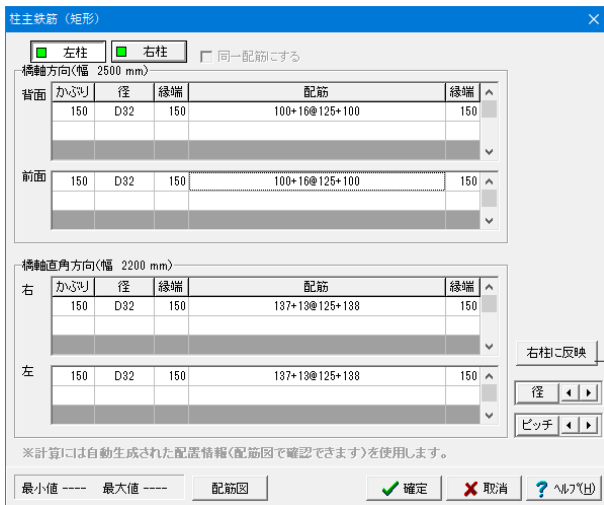 柱主鉄筋（矩形）
左柱 右柱 同一配筋にする
橋軸方向(幅 2500 mm)
背面 かぶり 径 縁端 配筋 縁端
150 D32 150 100+16@125+100 150
前面 150 D32 150 100+16@125+100 150
橋軸直角方向(幅 2200 mm)
右 かぶり 径 縁端 配筋 縁端
150 D32 150 137+13@125+138 150
右柱に反映
左 150 D32 150 137+13@125+138 150
径
ピッチ
※計算には自動生成された配置情報(配筋図で確認できます)を使用します。
最小値 ---- 最大値 ---- 配筋図 確定 取消 ? ﾍﾙﾌﾟ(H)